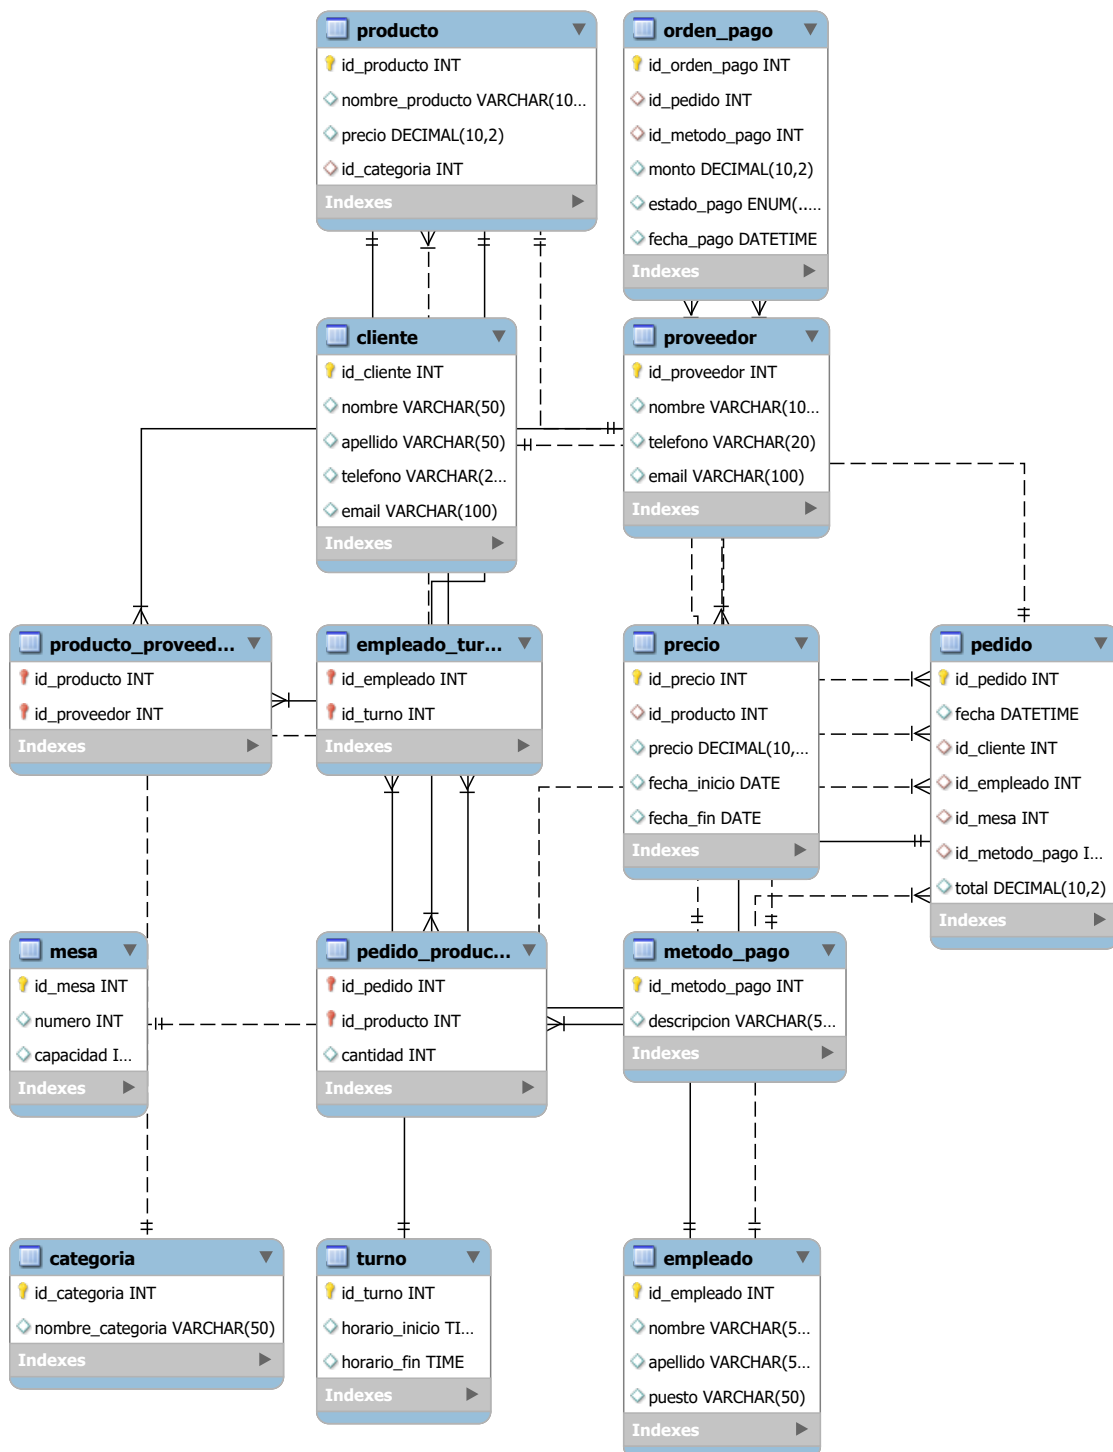 producto
id_producto INT
nombre_producto VARCHAR(10...
precio DECIMAL(10,2)
id_categoria INT
Indexes
orden_pago
id_orden_pago INT
id_pedido INT
id_metodo_pago INT
monto DECIMAL(10,2)
estado_pago ENUM(.....
fecha_pago DATETIME
Indexes
cliente
id_cliente INT
nombre VARCHAR(50)
apellido VARCHAR(50)
telefono VARCHAR(2...
email VARCHAR(100)
Indexes
proveedor
id_proveedor INT
nombre VARCHAR(10...
telefono VARCHAR(20)
email VARCHAR(100)
Indexes
producto_proveed...
id_producto INT
id_proveedor INT
Indexes
empleado_tur...
id_empleado INT
id_turno INT
Indexes
precio
id_precio INT
id_producto INT
precio DECIMAL(10,...
fecha_inicio DATE
fecha_fin DATE
Indexes
pedido
id_pedido INT
fecha DATETIME
id_cliente INT
id_empleado INT
id_mesa INT
id_metodo_pago I...
total DECIMAL(10,2)
Indexes
mesa
id_mesa INT
numero INT
capacidad I...
Indexes
pedido_produc...
id_pedido INT
id_producto INT
cantidad INT
Indexes
metodo_pago
id_metodo_pago INT
descripcion VARCHAR(5...
Indexes
categoria
id_categoria INT
nombre_categoria VARCHAR(50)
Indexes
turno
id_turno INT
horario_inicio TI...
horario_fin TIME
Indexes
empleado
id_empleado INT
nombre VARCHAR(5...
apellido VARCHAR(5...
puesto VARCHAR(50)
Indexes